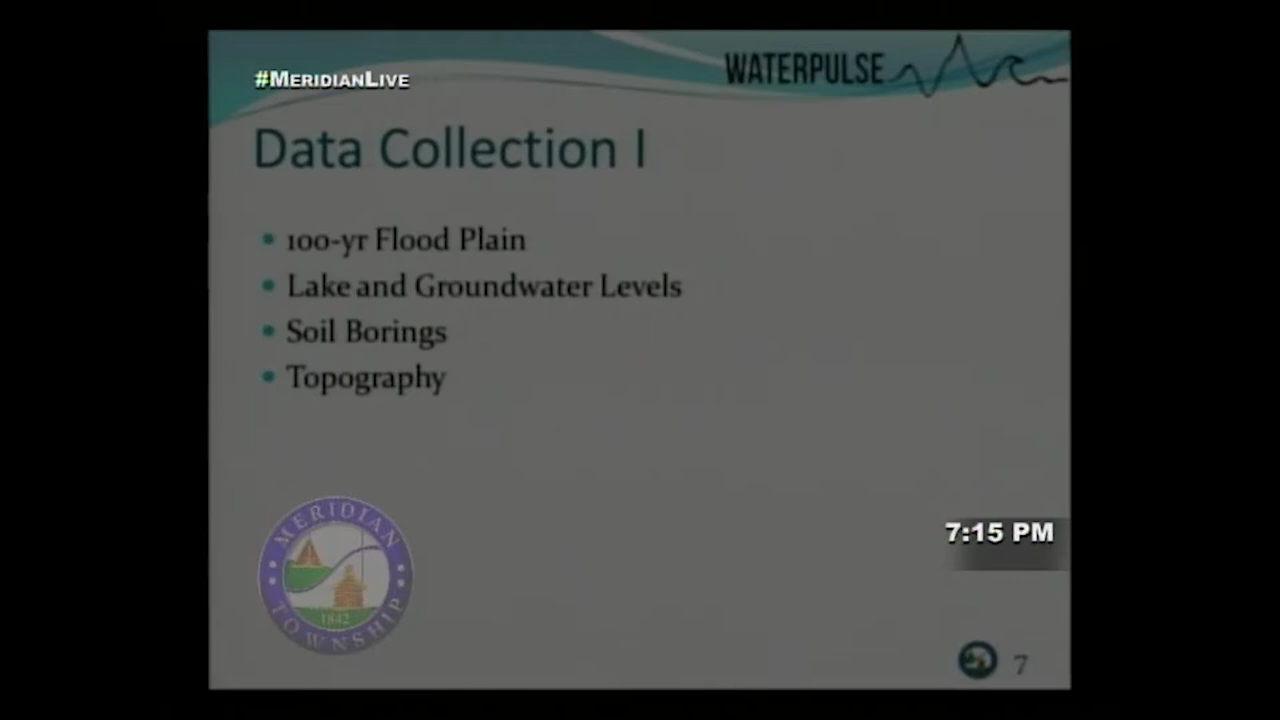 #MERIDIANLIVE
WATERPULSE
Data Collection I
100-yr Flood Plain
Lake and Groundwater Levels
Soil Borings
Topography
MERIDIAN
1842
TOWNSHIP
7:15 PM
7